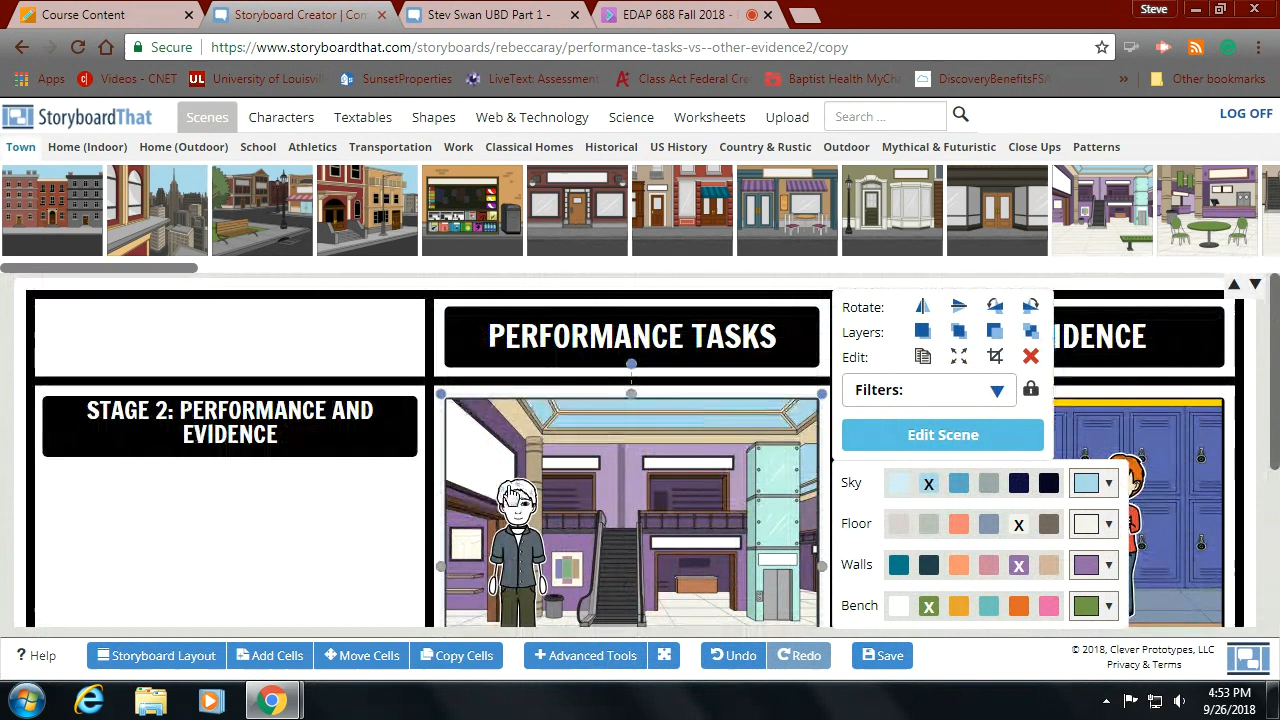 Course Content
Storyboard Creator | Com
Steve Swan UBD Part 1
EDAP 688 Fall 2018 -
Steve
Secure
https://www.storyboardthat.com/storyboards/rebeccaray/performance-tasks-vs--other-evidence2/copy
Apps
Videos - CNET
University of Louisvill
SunsetProperties
LiveText: Assessment
Class Act Federal Cre
Baptist Health MyCh
DiscoveryBenefitsFSA
»
Other bookmarks
StoryboardThat
Scenes
Characters
Textables
Shapes
Web & Technology
Science
Worksheets
Upload
Search ...
LOG OFF
Town
Home (Indoor)
Home (Outdoor)
School
Athletics
Transportation
Work
Classical Homes
Historical
US History
Country & Rustic
Outdoor
Mythical & Futuristic
Close Ups
Patterns
PERFORMANCE TASKS
IDENCE
STAGE 2: PERFORMANCE AND
EVIDENCE
Rotate:
Layers:
Edit:
Filters:
Edit Scene
Sky
X
Floor
X
Walls
X
Bench
X
? Help
Storyboard Layout
Add Cells
Move Cells
Copy Cells
Advanced Tools
Undo
Redo
Save
© 2018, Clever Prototypes, LLC
Privacy & Terms
4:53 PM
9/26/2018